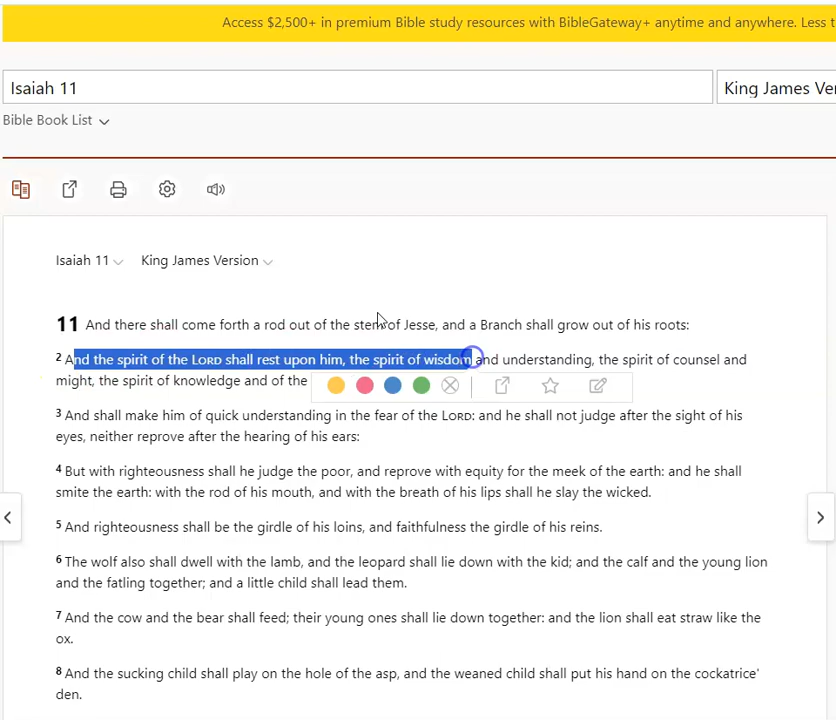 Access $2,500+ in premium Bible study resources with BibleGateway+ anytime and anywhere. Less
Isaiah 11
King James
Bible Book List
Isaiah 11 King James Version
11 And there shall come forth a rod out of the stem of Jesse, and a Branch shall grow out of his roots:
2 And the spirit of the LORD shall rest upon him, the spirit of wisdom and understanding, the spirit of counsel and
might, the spirit of knowledge and of the
3 And shall make him of quick understanding in the fear of the LORD: and he shall not judge after the sight of his
eyes, neither reprove after the hearing of his ears:
4 But with righteousness shall he judge the poor, and reprove with equity for the meek of the earth: and he shall
smite the earth: with the rod of his mouth, and with the breath of his lips shall he slay the wicked.
5 And righteousness shall be the girdle of his loins, and faithfulness the girdle of his reins.
6 The wolf also shall dwell with the lamb, and the leopard shall lie down with the kid; and the calf and the young lion
and the fatling together; and a little child shall lead them.
7 And the cow and the bear shall feed; their young ones shall lie down together: and the lion shall eat straw like the
ox.
8 And the sucking child shall play on the hole of the asp, and the weaned child shall put his hand on the cockatrice'
den.